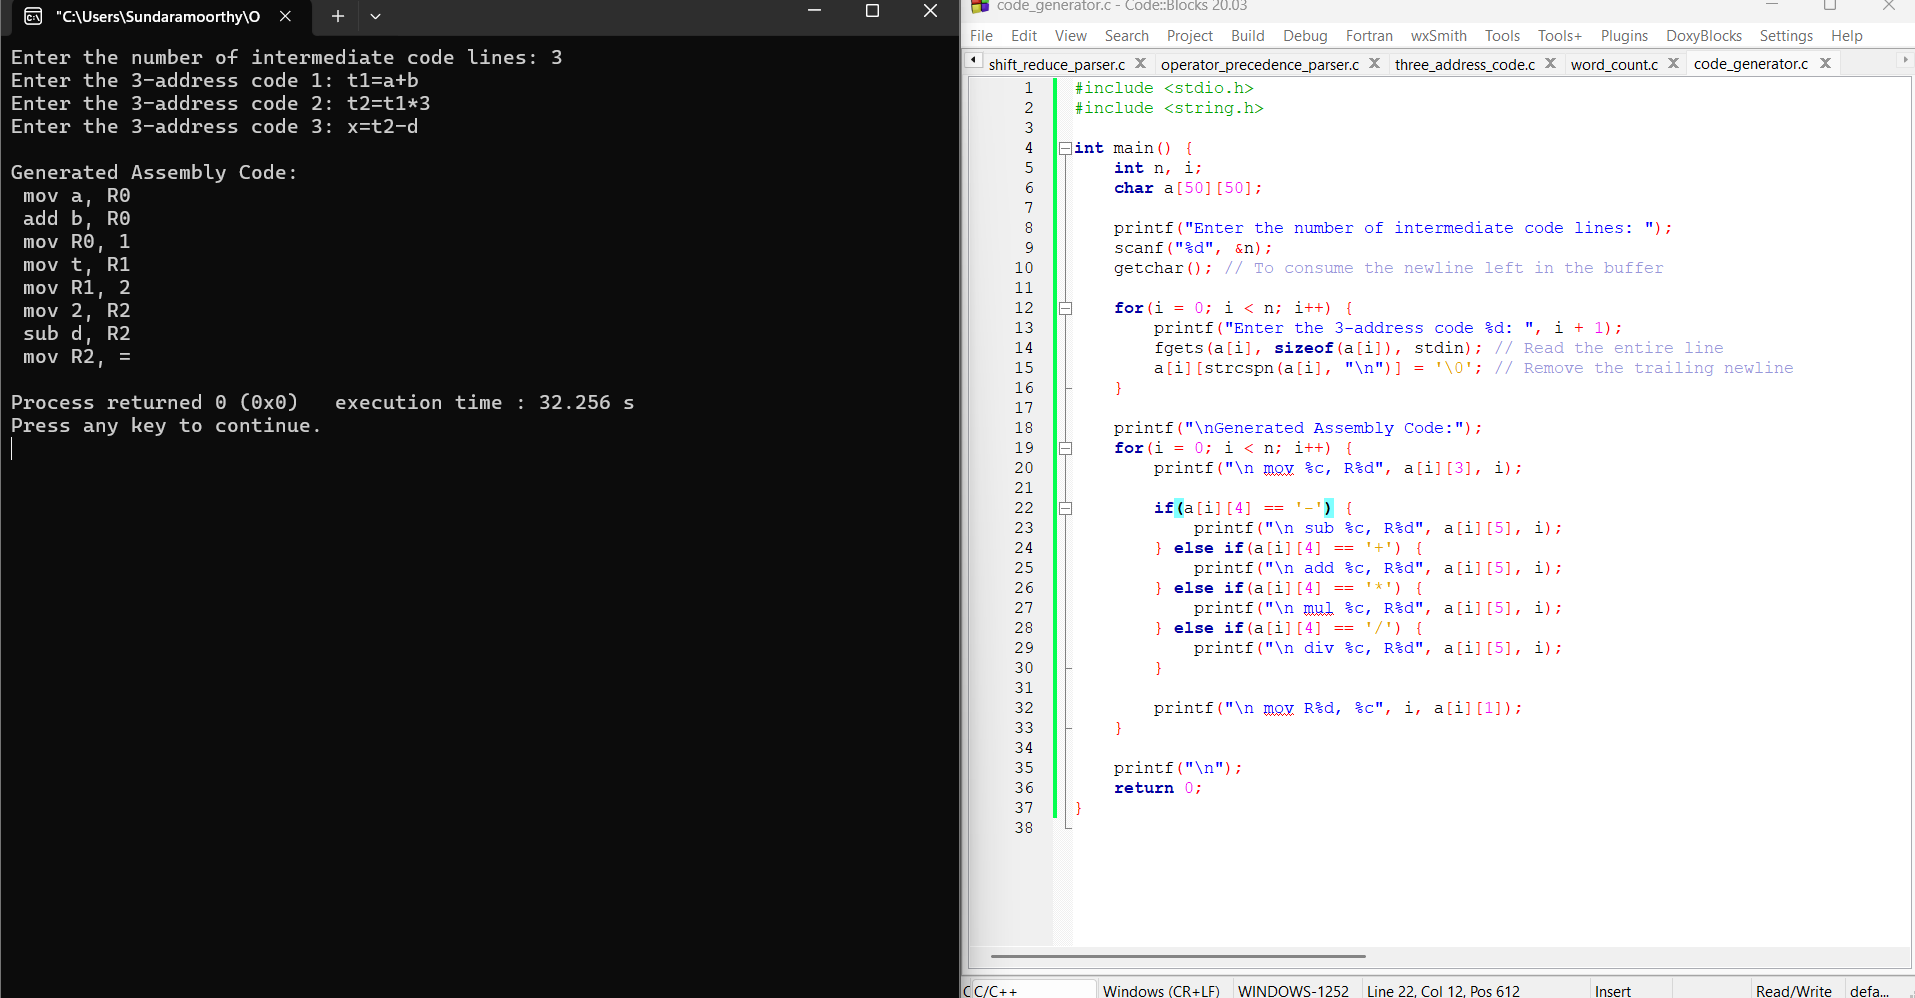 "C:\Users\Sundaramoorthy\O
Enter the number of intermediate code lines: 3
Enter the 3-address code 1: t1=a+b
Enter the 3-address code 2: t2=t1*3
Enter the 3-address code 3: x=t2-d
Generated Assembly Code:
mov a, R0
add b, R0
mov R0, 1
mov t, R1
mov R1, 2
mov 2, R2
sub d, R2
mov R2, =
Process returned 0 (0x0)   execution time : 32.256 s
Press any key to continue.
code_generator.c - Code::Blocks 20.03
File Edit View Search Project Build Debug Fortran wxSmith Tools Tools+ Plugins DoxyBlocks Settings Help
shift_reduce_parser.c X operator_precedence_parser.c X three_address_code.c X word_count.c X code_generator.c X
1 #include <stdio.h>
2 #include <string.h>
3
4 int main() {
5     int n, i;
6     char a[50][50];
7
8     printf("Enter the number of intermediate code lines: ");
9     scanf("%d", &n);
10     getchar(); // To consume the newline left in the buffer
11
12     for(i = 0; i < n; i++) {
13         printf("Enter the 3-address code %d: ", i + 1);
14         fgets(a[i], sizeof(a[i]), stdin); // Read the entire line
15         a[i][strcspn(a[i], "\n")] = '\0'; // Remove the trailing newline
16     }
17
18     printf("\nGenerated Assembly Code:");
19     for(i = 0; i < n; i++) {
20         printf("\n mov %c, R%d", a[i][3], i);
21
22         if(a[i][4] == '-') {
23             printf("\n sub %c, R%d", a[i][5], i);
24         } else if(a[i][4] == '+') {
25             printf("\n add %c, R%d", a[i][5], i);
26         } else if(a[i][4] == '*') {
27             printf("\n mul %c, R%d", a[i][5], i);
28         } else if(a[i][4] == '/') {
29             printf("\n div %c, R%d", a[i][5], i);
30         }
31
32         printf("\n mov R%d, %c", i, a[i][1]);
33     }
34
35     printf("\n");
36     return 0;
37 }
38
C C/C++ Windows (CR+LF) WINDOWS-1252 Line 22, Col 12, Pos 612 Insert Read/Write defa...